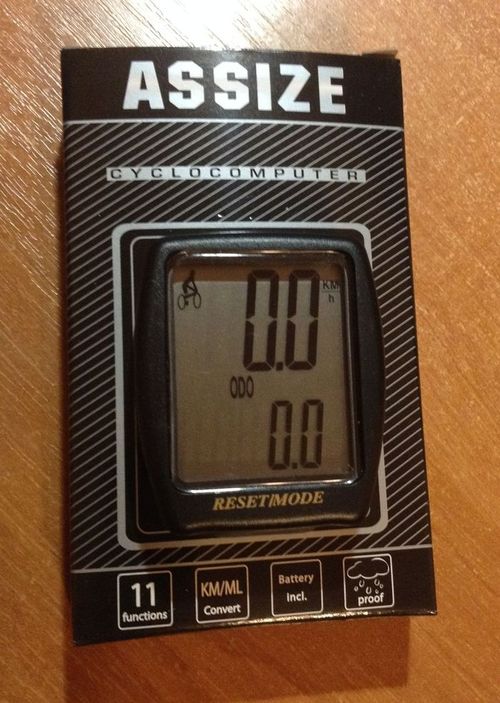 ASSIZE
CYCLOCOMPUTER
0.0 KM
h
ODO
0.0
RESET/MODE
11
functions
KM/ML
Convert
Battery
incl.
proof